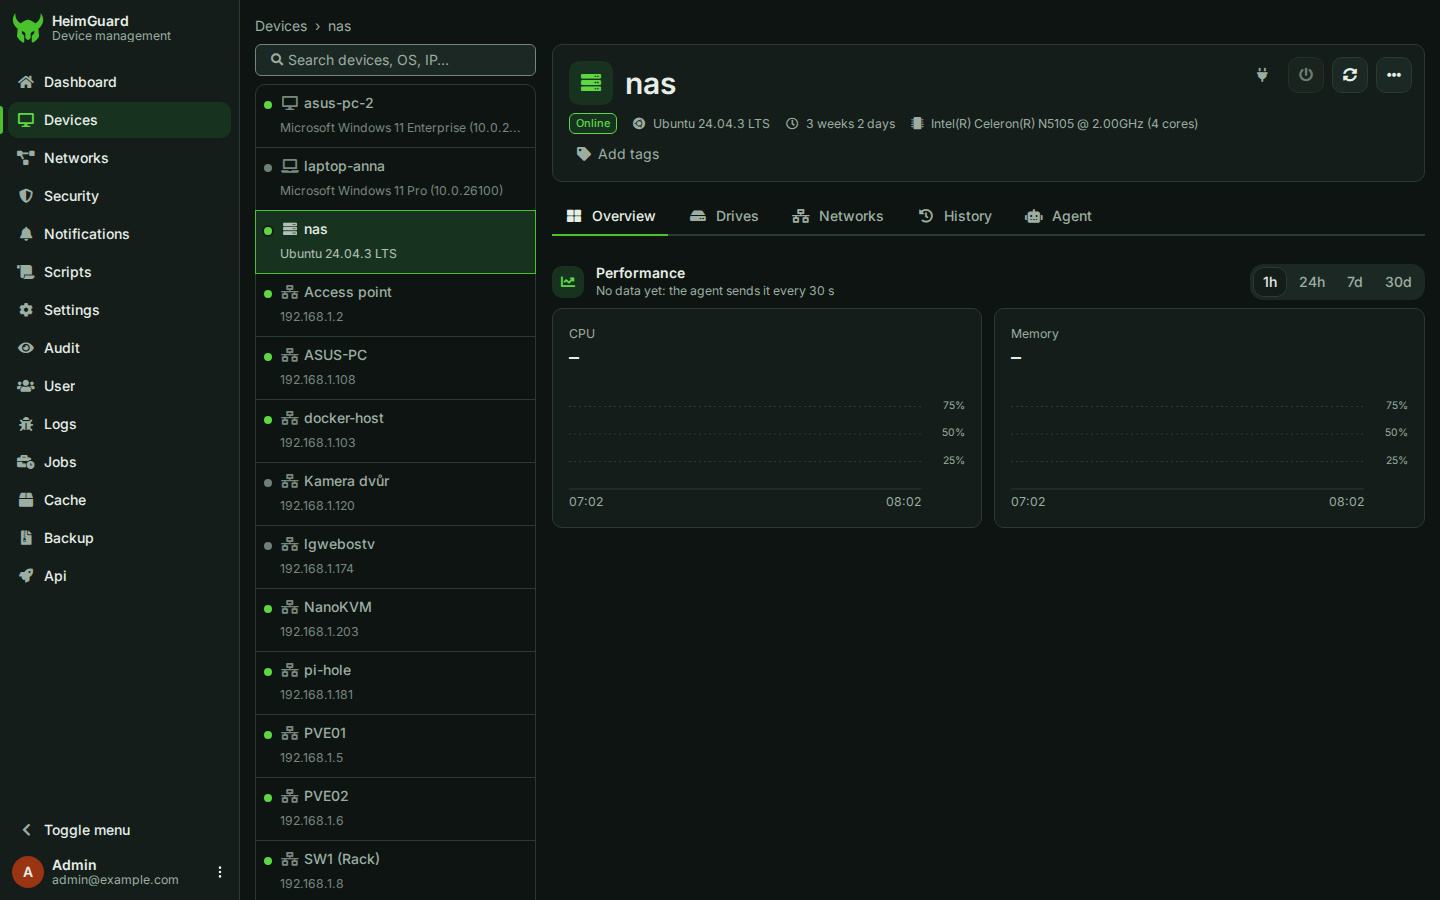 HeimGuard
Device management
Dashboard
Devices
Networks
Security
Notifications
Scripts
Settings
Audit
User
Logs
Jobs
Cache
Backup
Api
Toggle menu
A
Admin
admin@example.com
Devices › nas
Search devices, OS, IP...
asus-pc-2
Microsoft Windows 11 Enterprise (10.0.2...
laptop-anna
Microsoft Windows 11 Pro (10.0.26100)
nas
Ubuntu 24.04.3 LTS
Access point
192.168.1.2
ASUS-PC
192.168.1.108
docker-host
192.168.1.103
Kamera dvůr
192.168.1.120
lgwebostv
192.168.1.174
NanoKVM
192.168.1.203
pi-hole
192.168.1.181
PVE01
192.168.1.5
PVE02
192.168.1.6
SW1 (Rack)
192.168.1.8
nas
Online Ubuntu 24.04.3 LTS 3 weeks 2 days Intel(R) Celeron(R) N5105 @ 2.00GHz (4 cores)
Add tags
Overview Drives Networks History Agent
Performance
No data yet: the agent sends it every 30 s
1h 24h 7d 30d
CPU
–
75%
50%
25%
07:02 08:02
Memory
–
75%
50%
25%
07:02 08:02